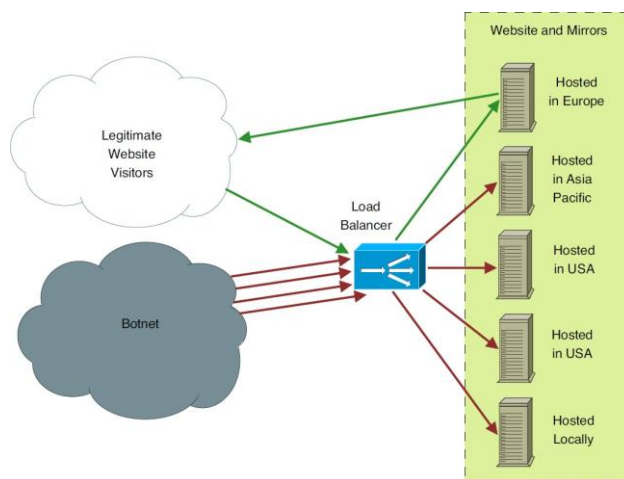 Website and Mirrors
Hosted
in Europe
Legitimate
Website
Visitors
Hosted
in Asia
Pacific
Load
Balancer
Hosted
in USA
Botnet
Hosted
in USA
Hosted
Locally